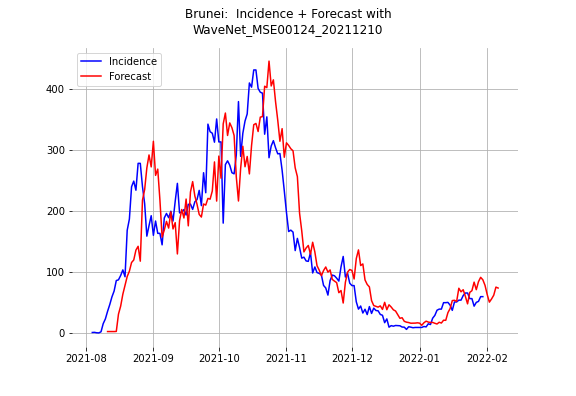 Brunei:  Incidence + Forecast with
WaveNet_MSE00124_20211210
Incidence
Forecast
400
300
200
100
0
2021-08 2021-09 2021-10 2021-11 2021-12 2022-01 2022-02